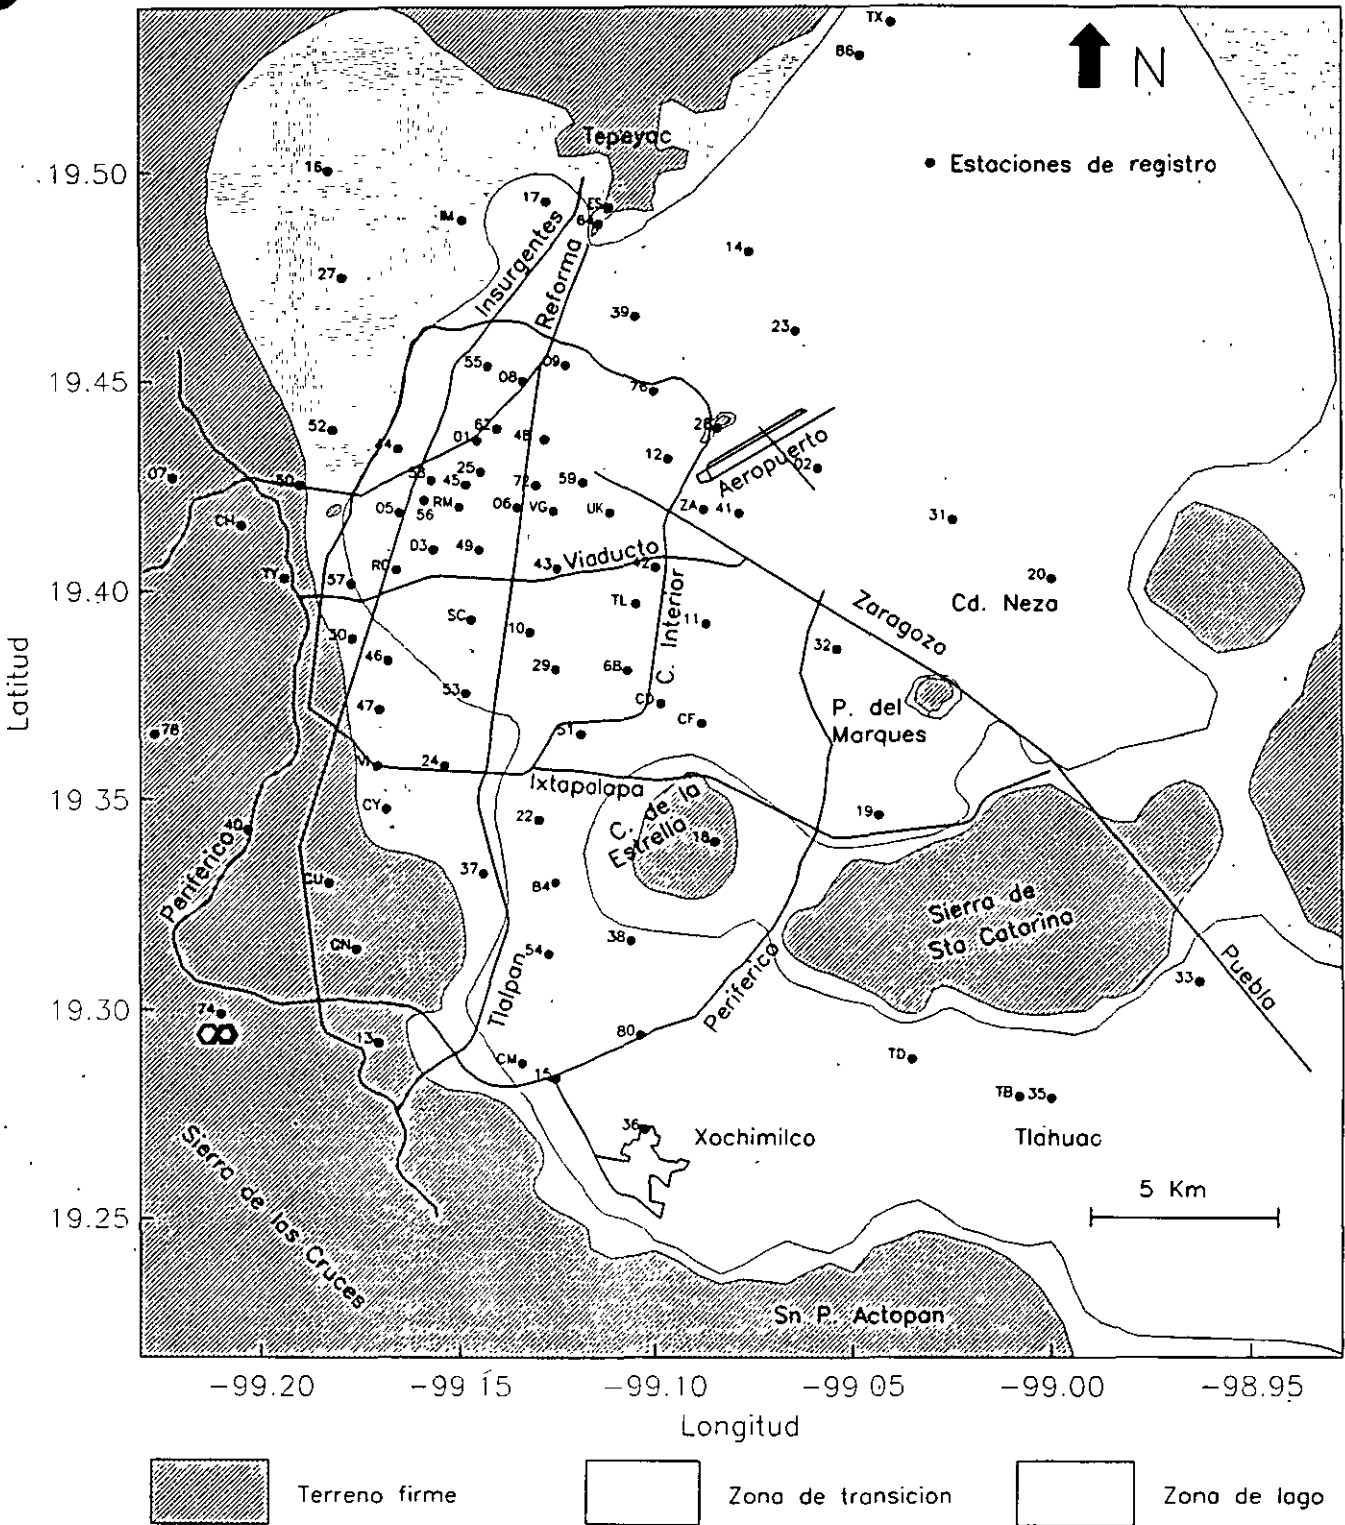 TX
86
N
Tepeyac
Estaciones de registro
19.50
16
17
ES
64
IM
Insurgentes
Reforma
14
27
39
23
55
09
08
19.45
76
62
28
52
44
01
48
12
Aeropuerto
02
07
50
25
45
72
59
RM
06
VG
UK
ZA
41
31
05
56
CH
D3
49
Viaducto
RC
43
42
TY
57
20
19.40
TL
Cd. Neza
SC
10
11
C. Interior
Zaragoza
30
46
29
6B
32
Latitud
53
CD
47
CF
P. del
Marques
78
51
24
Ixtapalapa
19 35
CY
22
C. de la
Estrella
18
19
40
Periferico
37
84
CU
Sierra de
Sta Catarina
CN
54
38
Tlalpan
Periferico
33
Puebla
19.30
74
13
80
CM
15
TD
TB
35
36
Xochimilco
Tlahuac
Sierra de las Cruces
5 Km
19.25
Sn P. Actopan
-99.20
-99 15
-99.10
-99 05
-99.00
-98.95
Longitud
Terreno firme
Zona de transicion
Zona de lago